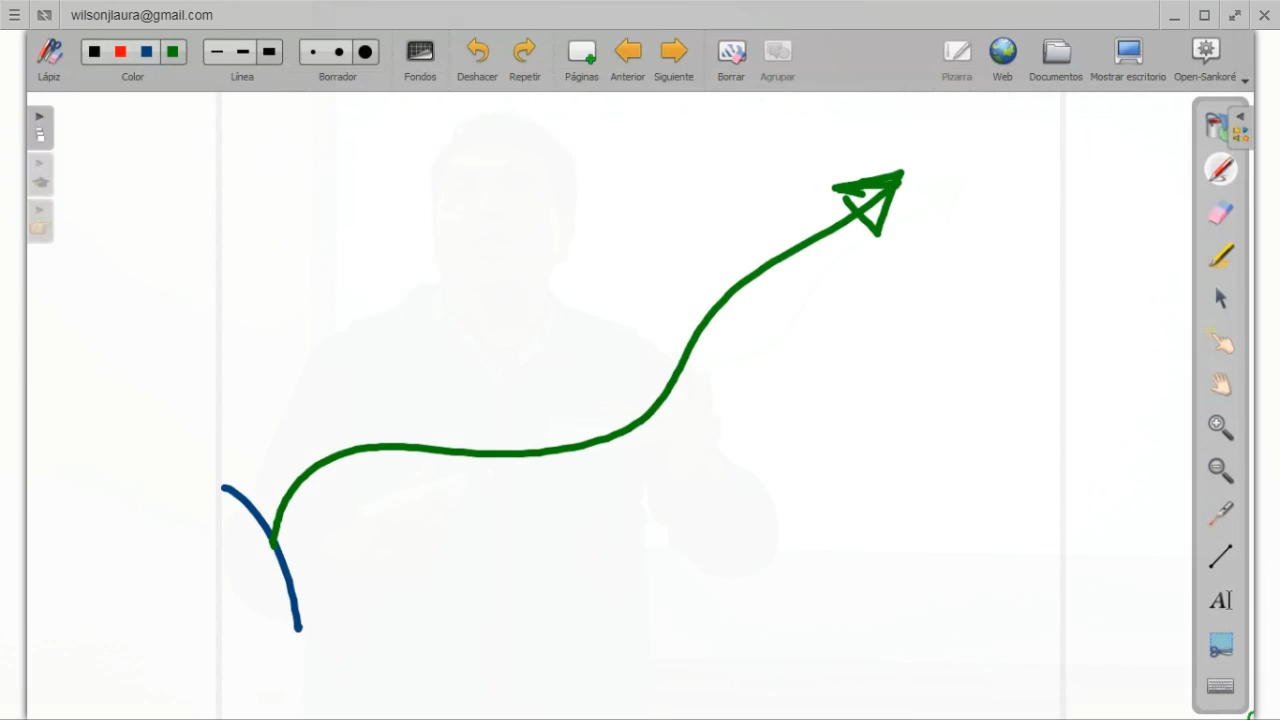 wilsonjlaura@gmail.com
Lápiz
Color
Línea
Borrador
Fondos
Deshacer
Repetir
Páginas
Anterior
Siguiente
Borrar
Agrupar
Pizarra
Web
Documentos
Mostrar escritorio
Open-Sankoré